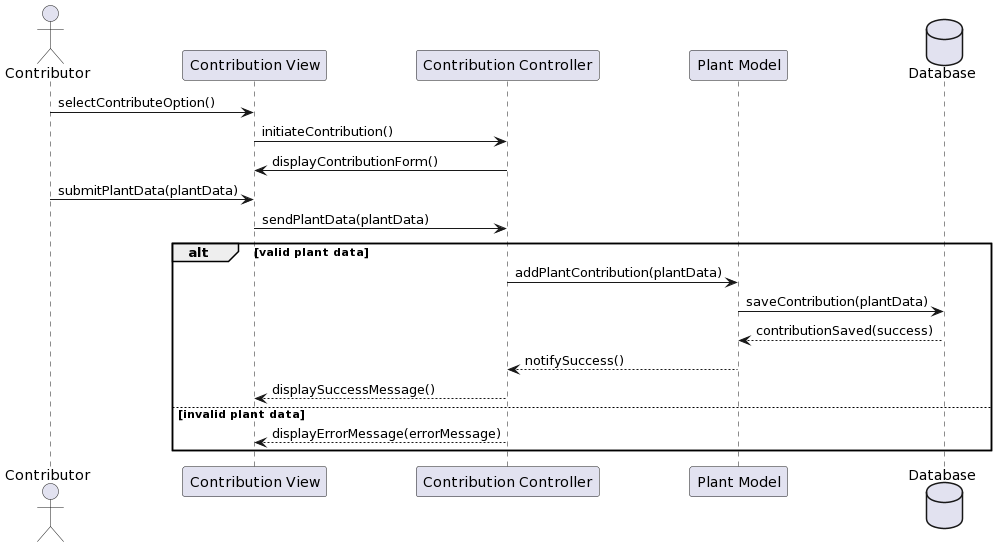 Contributor
Contribution View
Contribution Controller
Plant Model
Database
selectContributeOption()
initiateContribution()
displayContributionForm()
submitPlantData(plantData)
sendPlantData(plantData)
alt
[valid plant data]
addPlantContribution(plantData)
saveContribution(plantData)
contributionSaved(success)
notifySuccess()
displaySuccessMessage()
[invalid plant data]
displayErrorMessage(errorMessage)
Contributor
Contribution View
Contribution Controller
Plant Model
Database